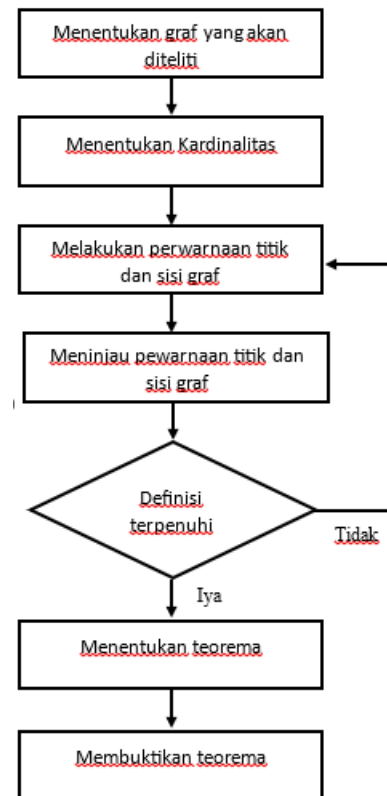 Menentukan graf yang akan
diteliti
Menentukan Kardinalitas
Melakukan perwarnaan titik
dan sisi graf
Meninjau pewarnaan titik dan
sisi graf
Definisi
terpenuhi
Tidak
Iya
Menentukan teorema
Membuktikan teorema